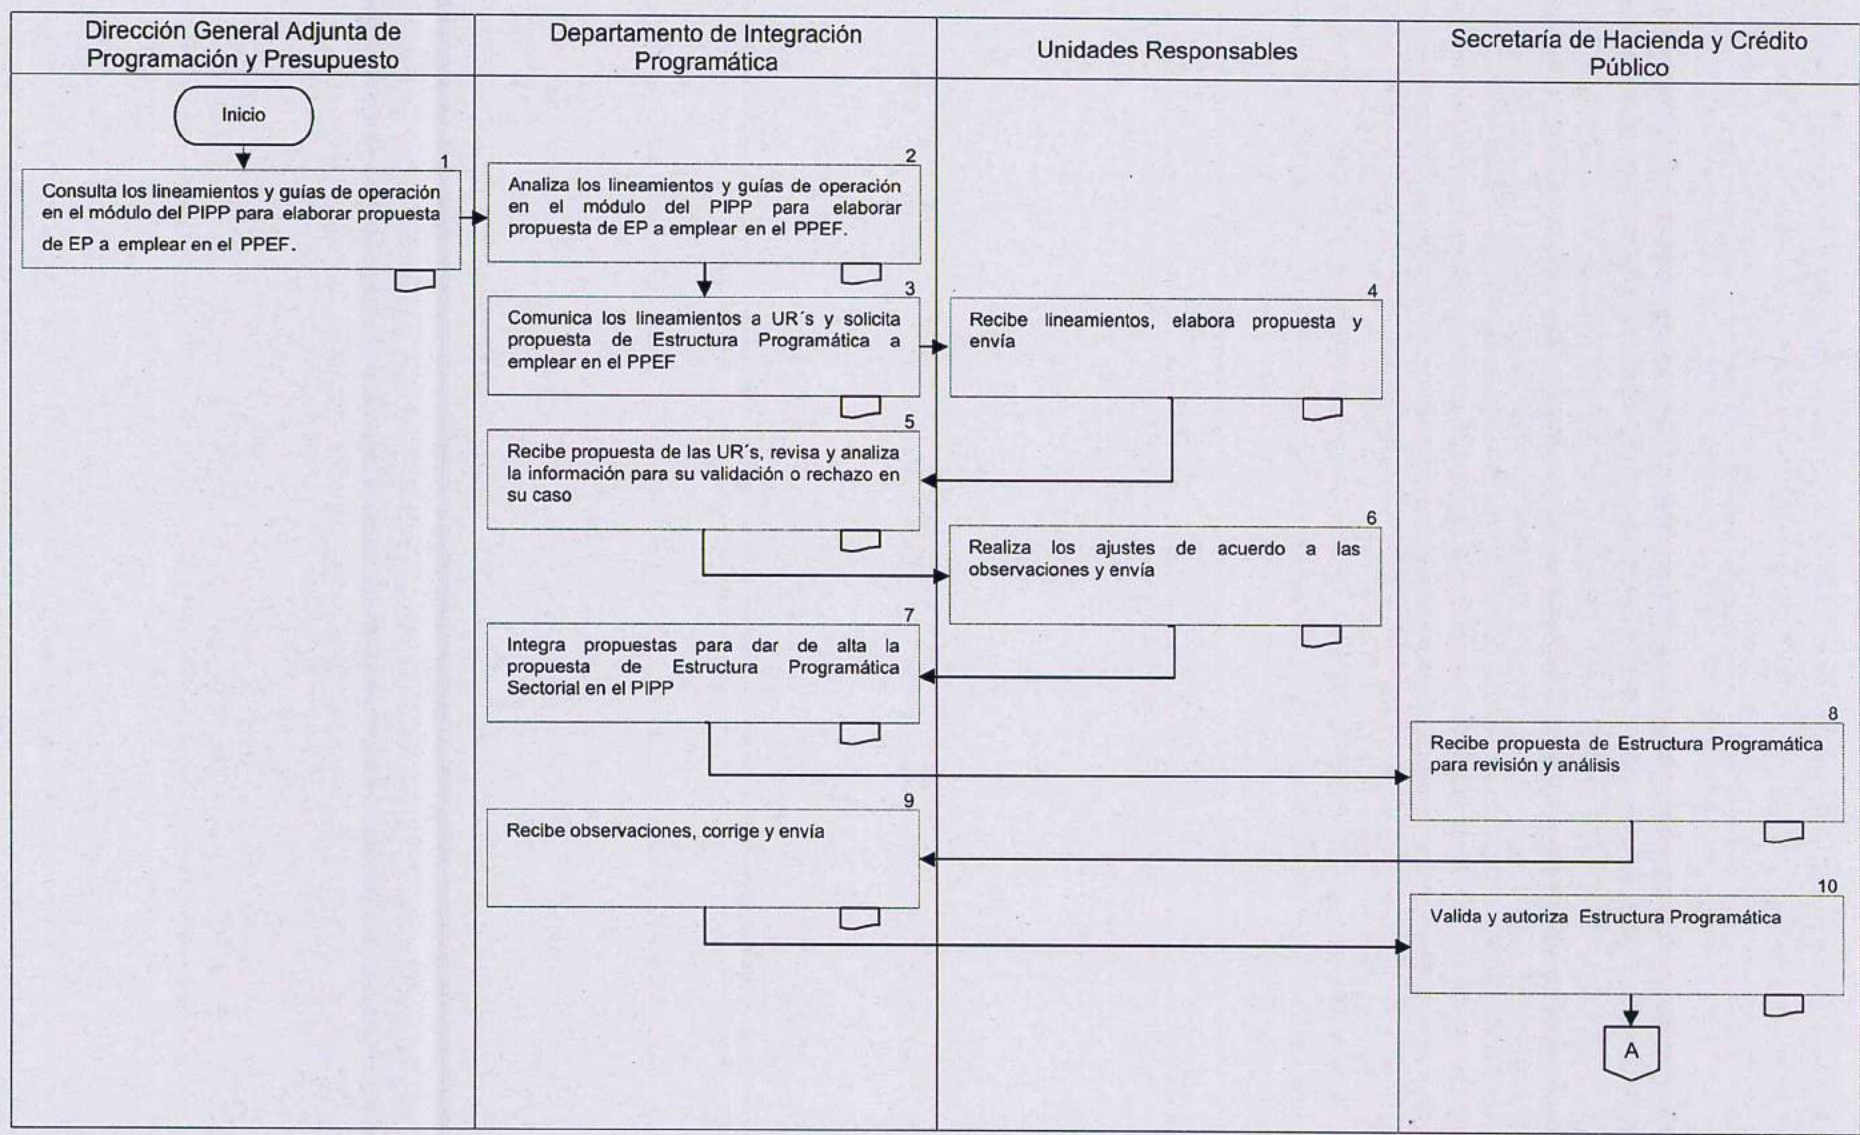 Dirección General Adjunta de
Programación y Presupuesto
Departamento de Integración
Programática
Unidades Responsables
Secretaría de Hacienda y Crédito
Público
Inicio
1
Consulta los lineamientos y guías de operación
en el módulo del PIPP para elaborar propuesta
de EP a emplear en el PPEF.
2
Analiza los lineamientos y guías de operación
en el módulo del PIPP para elaborar
propuesta de EP a emplear en el PPEF.
3
Comunica los lineamientos a UR´s y solicita
propuesta de Estructura Programática a
emplear en el PPEF
4
Recibe lineamientos, elabora propuesta y
envía
5
Recibe propuesta de las UR´s, revisa y analiza
la información para su validación o rechazo en
su caso
6
Realiza los ajustes de acuerdo a las
observaciones y envía
7
Integra propuestas para dar de alta la
propuesta de Estructura Programática
Sectorial en el PIPP
8
Recibe propuesta de Estructura Programática
para revisión y análisis
9
Recibe observaciones, corrige y envía
10
Valida y autoriza Estructura Programática
A